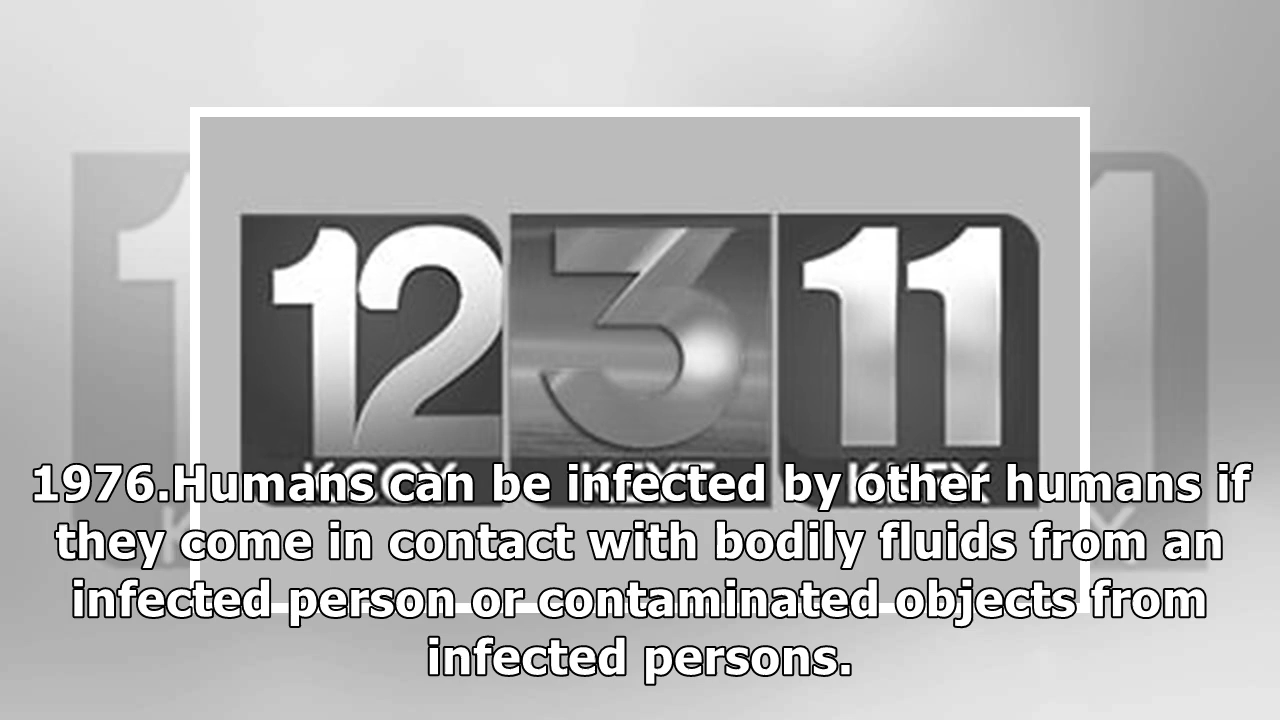 12 3 11
1976.Humans can be infected by other humans if
they come in contact with bodily fluids from an
infected person or contaminated objects from
infected persons.